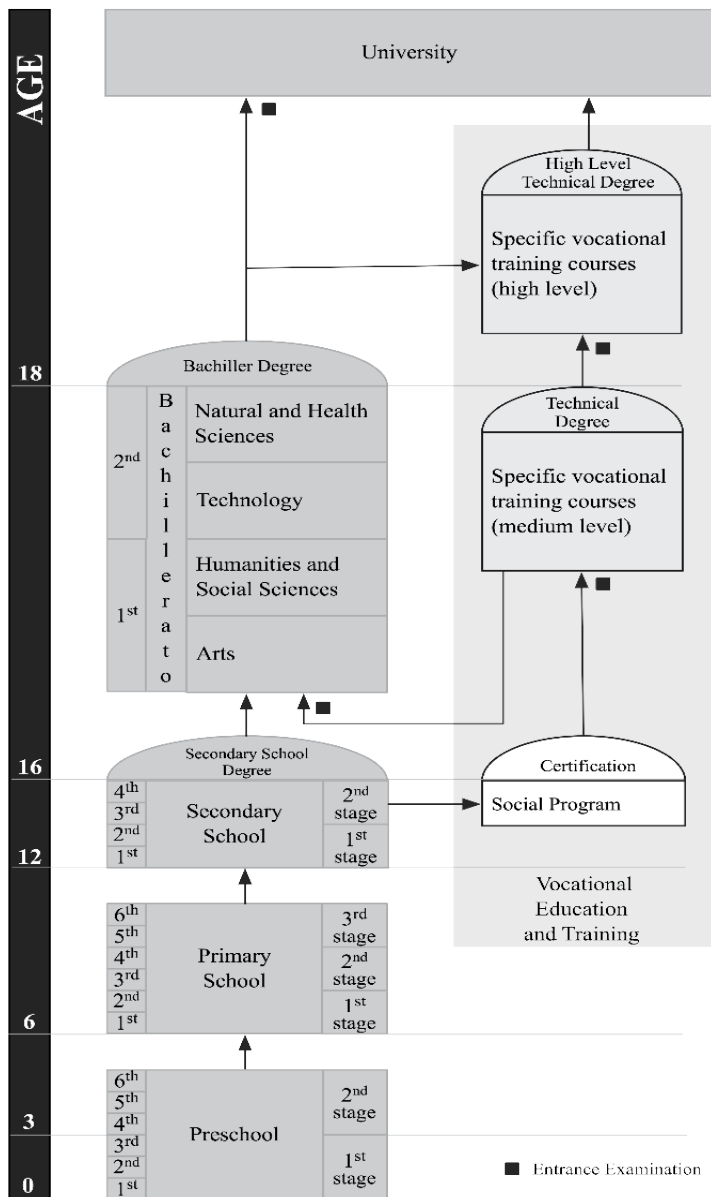 AGE
University
High Level
Technical Degree
Specific vocational
training courses
(high level)
18
Bachiller Degree
Technical
Degree
2nd
1st
Bachillerato
Natural and Health
Sciences
Technology
Humanities and
Social Sciences
Arts
Specific vocational
training courses
(medium level)
16
Secondary School
Degree
Certification
4th
3rd
2nd
1st
Secondary
School
2nd
stage
1st
stage
Social Program
12
Vocational
Education
and Training
6th
5th
4th
3rd
2nd
1st
Primary
School
3rd
stage
2nd
stage
1st
stage
6
6th
5th
4th
3rd
2nd
1st
Preschool
2nd
stage
1st
stage
3
0
Entrance Examination